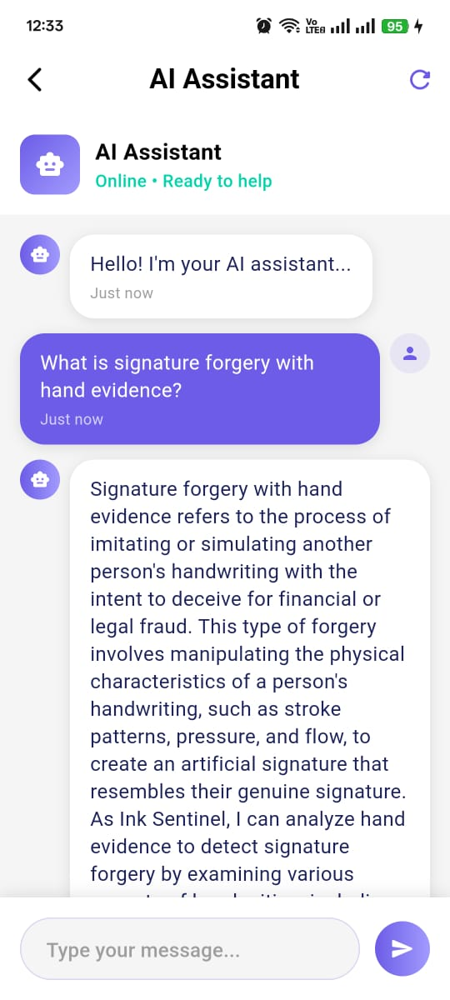 12:33
Vo
LTE2
95
AI Assistant
AI Assistant
Online • Ready to help
Hello! I'm your AI assistant...
Just now
What is signature forgery with
hand evidence?
Just now
Signature forgery with hand
evidence refers to the process of
imitating or simulating another
person's handwriting with the
intent to deceive for financial or
legal fraud. This type of forgery
involves manipulating the physical
characteristics of a person's
handwriting, such as stroke
patterns, pressure, and flow, to
create an artificial signature that
resembles their genuine signature.
As Ink Sentinel, I can analyze hand
evidence to detect signature
forgery by examining various
Type your message...